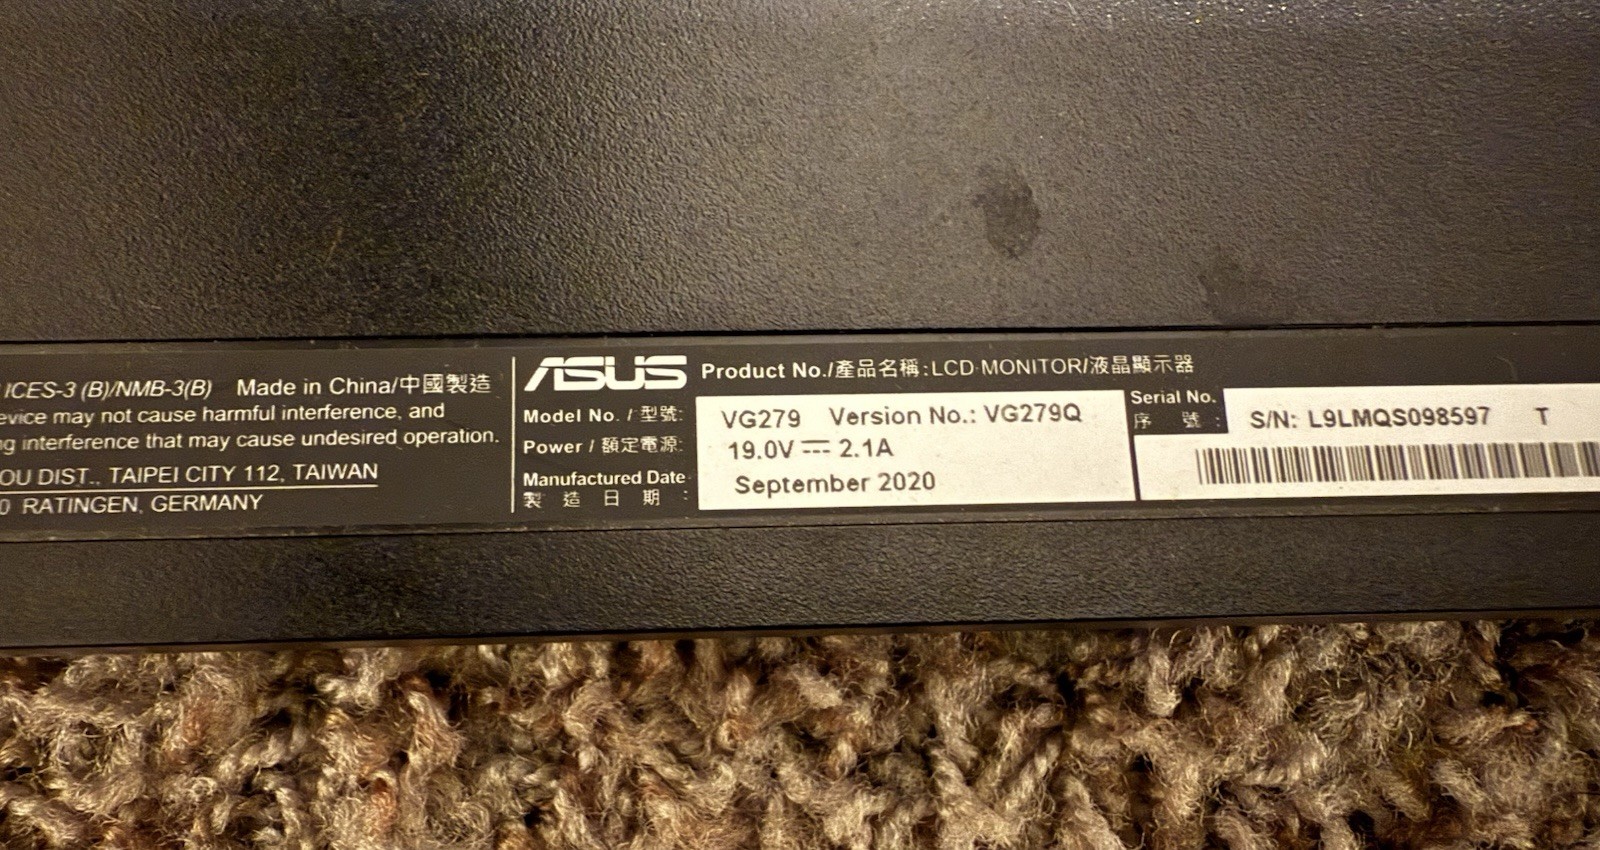 ICES-3 (B)/NMB-3(B) Made in China/中國製造
evice may not cause harmful interference, and
g interference that may cause undesired operation.
OU DIST., TAIPEI CITY 112, TAIWAN
0 RATINGEN, GERMANY
ASUS Product No./產品名稱:LCD MONITOR/液晶顯示器
Model No. / 型號: VG279 Version No.: VG279Q
Power / 額定電源: 19.0V ⎓ 2.1A
Manufactured Date
製造日期: September 2020
Serial No.
序號: S/N: L9LMQS098597 T